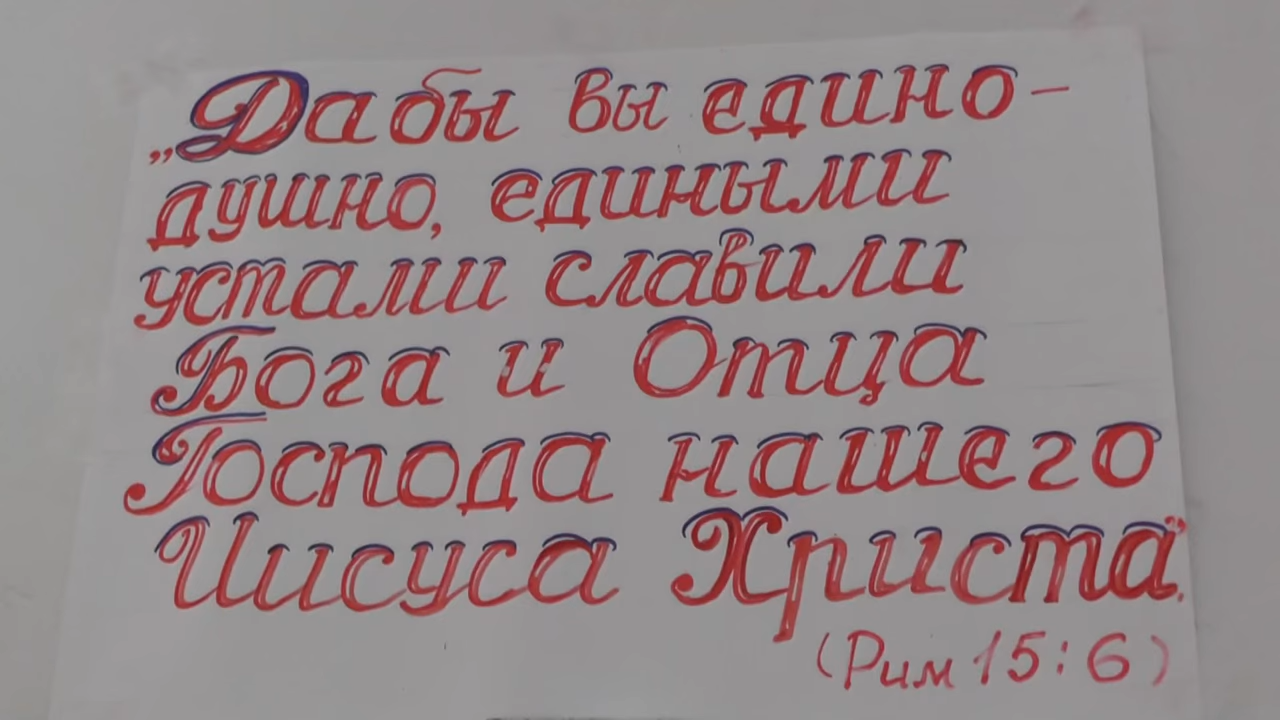 „Дабы вы едино-
душно, едиными
устами славили
Бога и Отца
Господа нашего
Иисуса Христа”.
(Рим 15:6)